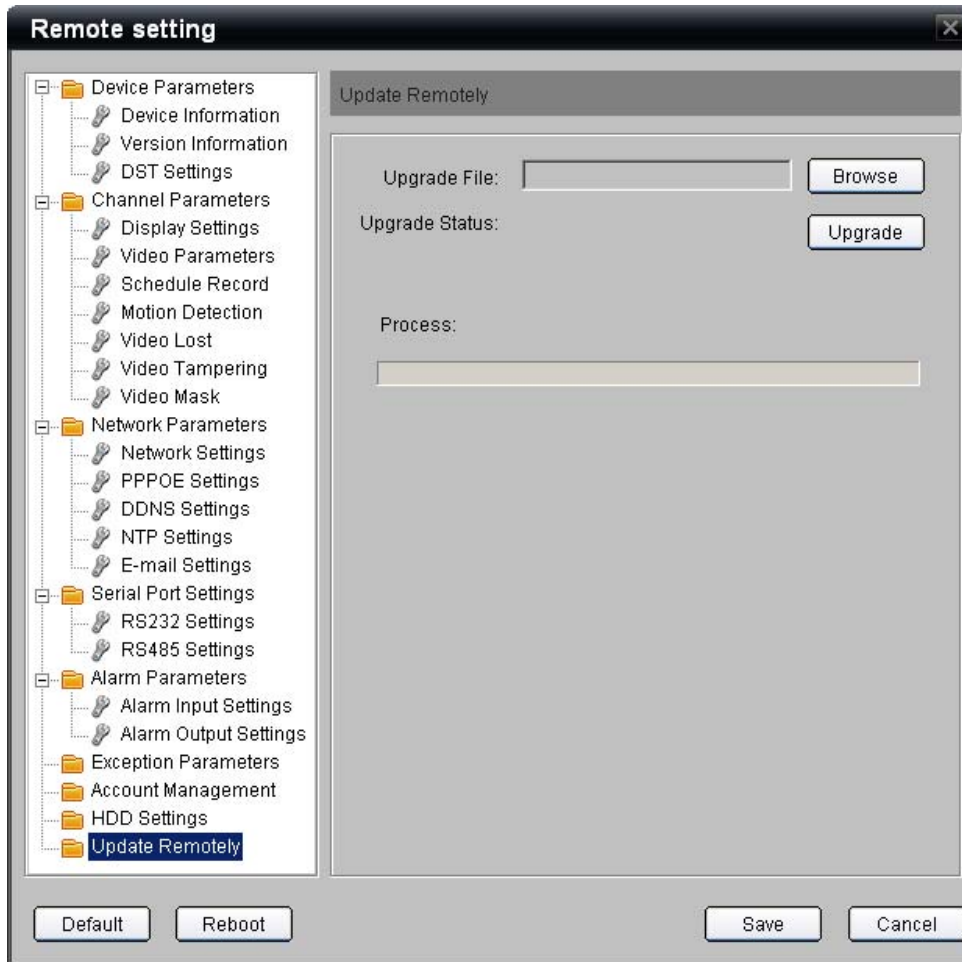 Remote setting
Device Parameters
Device Information
Version Information
DST Settings
Channel Parameters
Display Settings
Video Parameters
Schedule Record
Motion Detection
Video Lost
Video Tampering
Video Mask
Network Parameters
Network Settings
PPPOE Settings
DDNS Settings
NTP Settings
E-mail Settings
Serial Port Settings
RS232 Settings
RS485 Settings
Alarm Parameters
Alarm Input Settings
Alarm Output Settings
Exception Parameters
Account Management
HDD Settings
Update Remotely
Update Remotely
Upgrade File:
Browse
Upgrade Status:
Upgrade
Process:
Default
Reboot
Save
Cancel